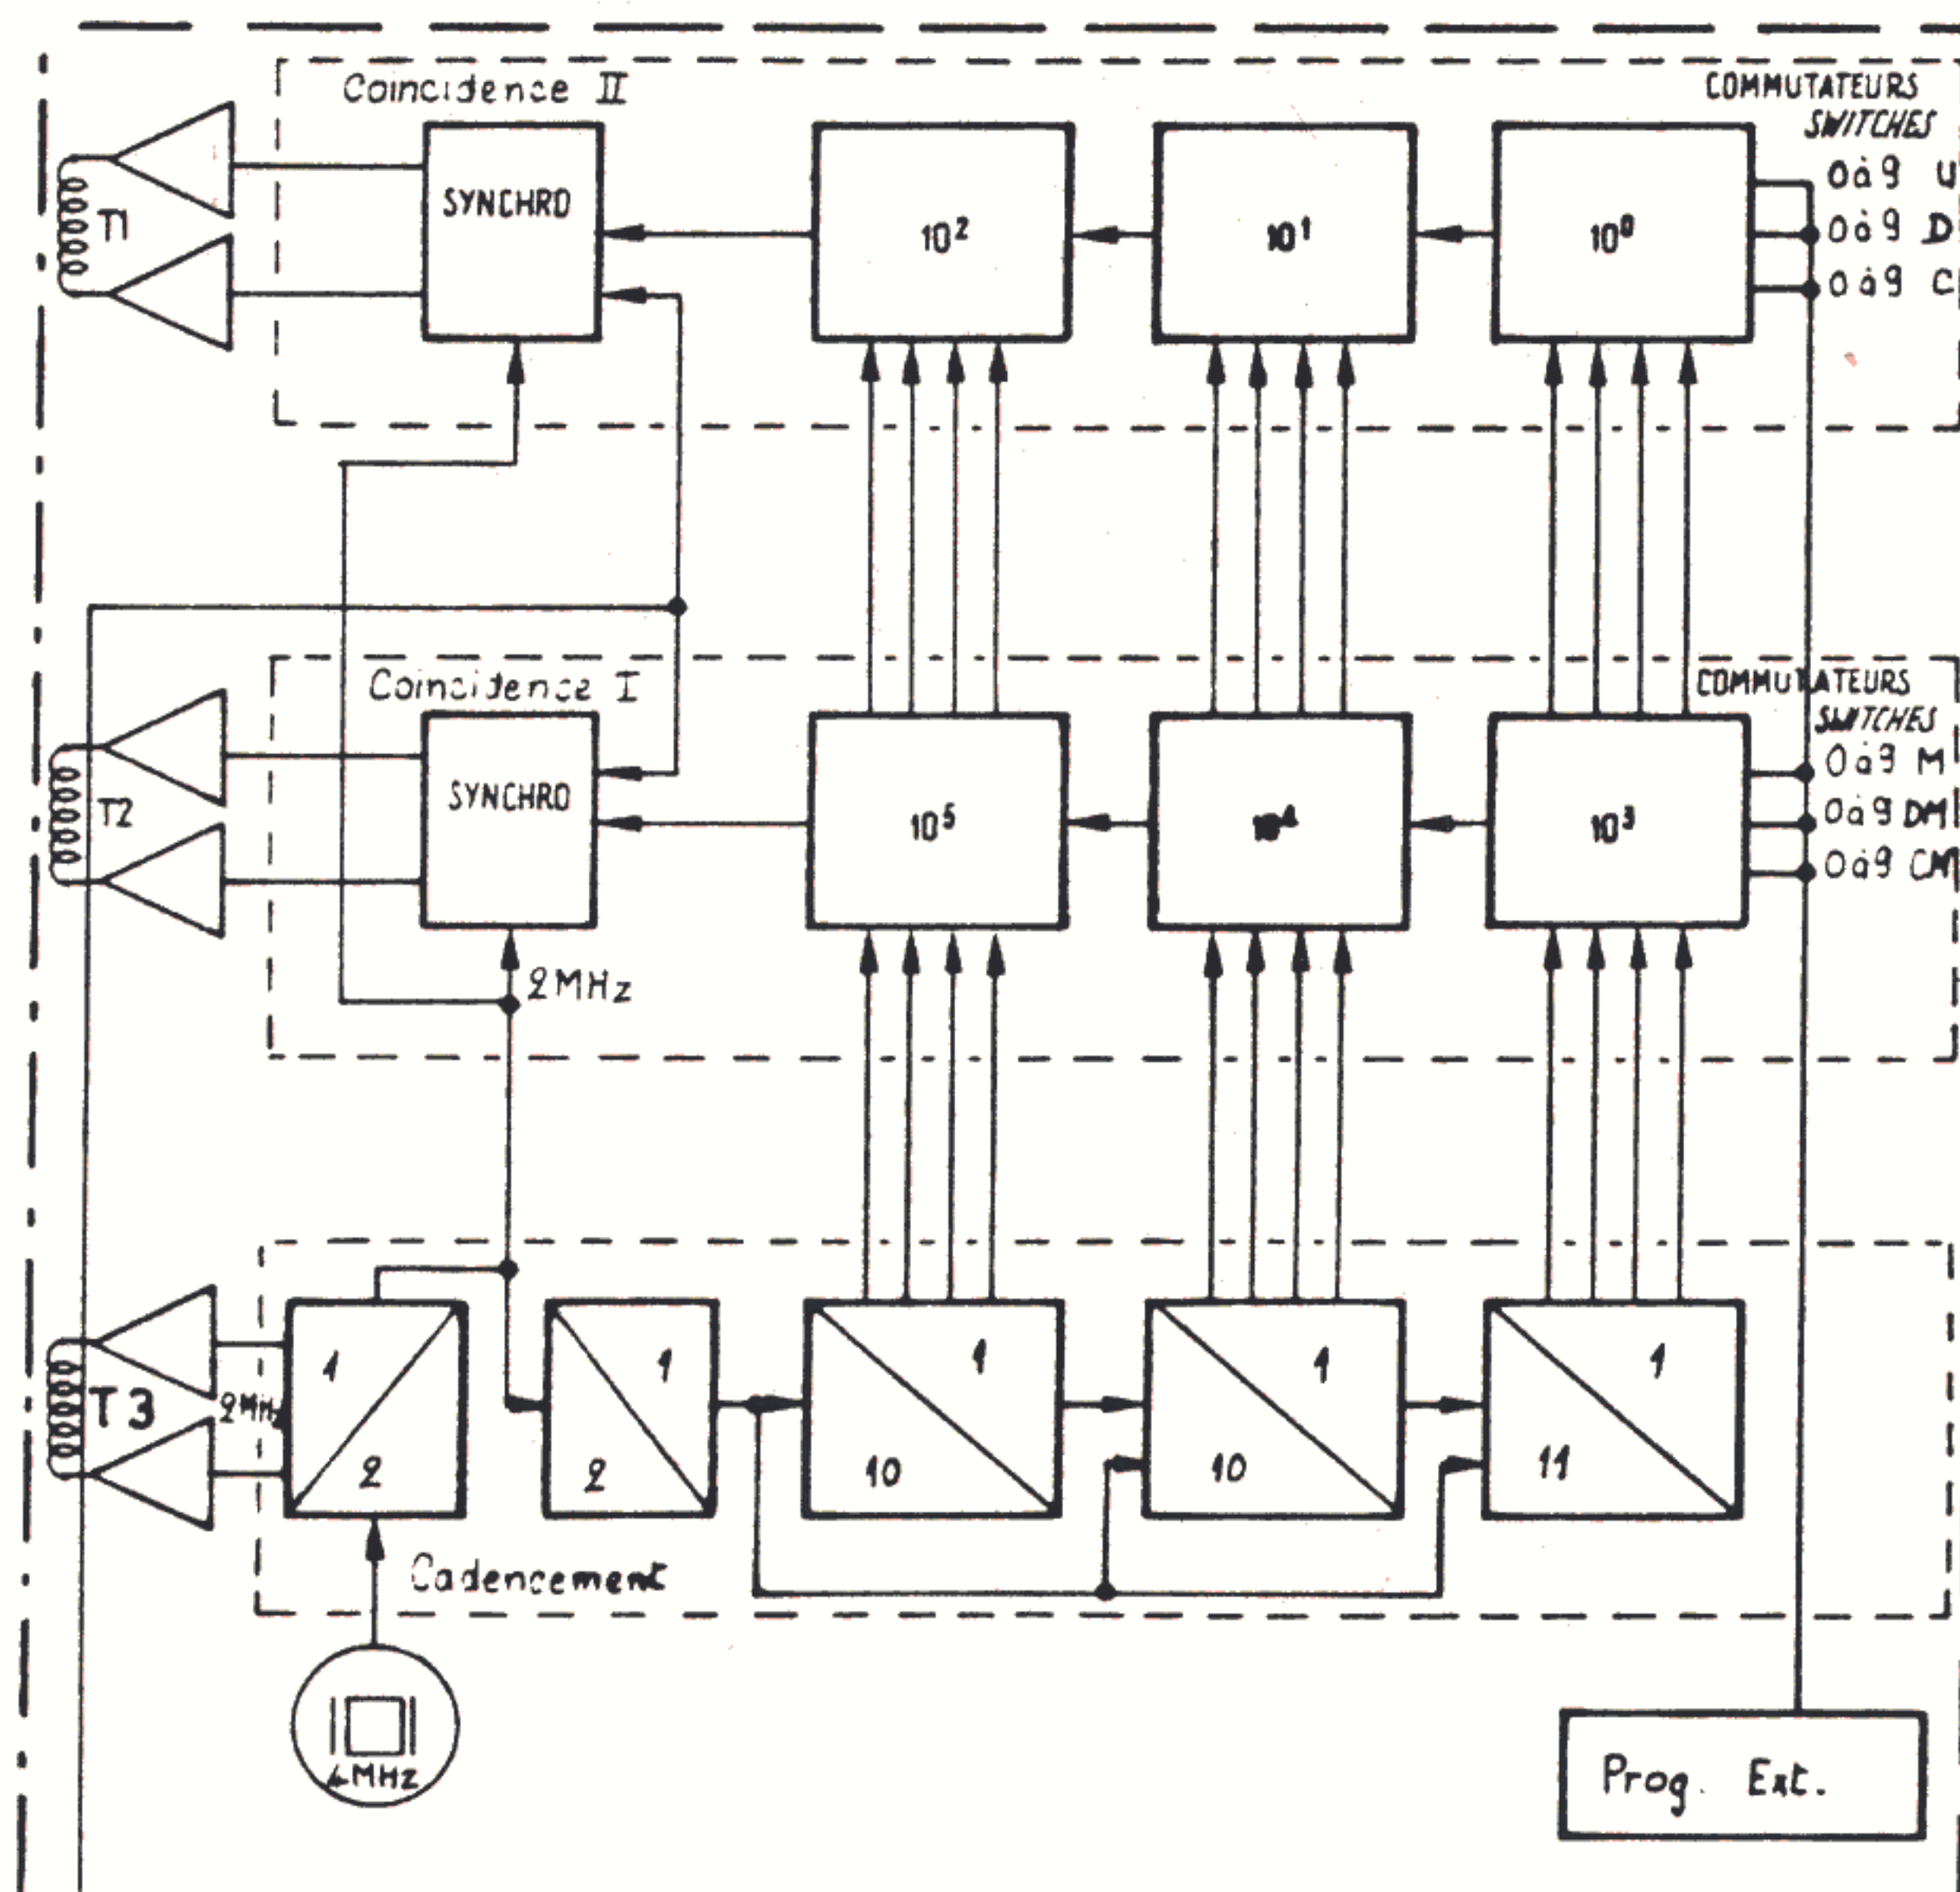 Coincidence II
COMMUTATEURS
SWITCHES
T1
SYNCHRO
10²
10¹
10⁰
0à9 U
0à9 D
0à9 C
Coincidence I
COMMUTATEURS
SWITCHES
T2
SYNCHRO
10⁵
10⁴
10³
0à9 M
0à9 DM
0à9 CM
2MHz
T3
2MHz
1
2
1
2
1
10
1
10
1
11
Cadencement
4MHz
Prog. Ext.